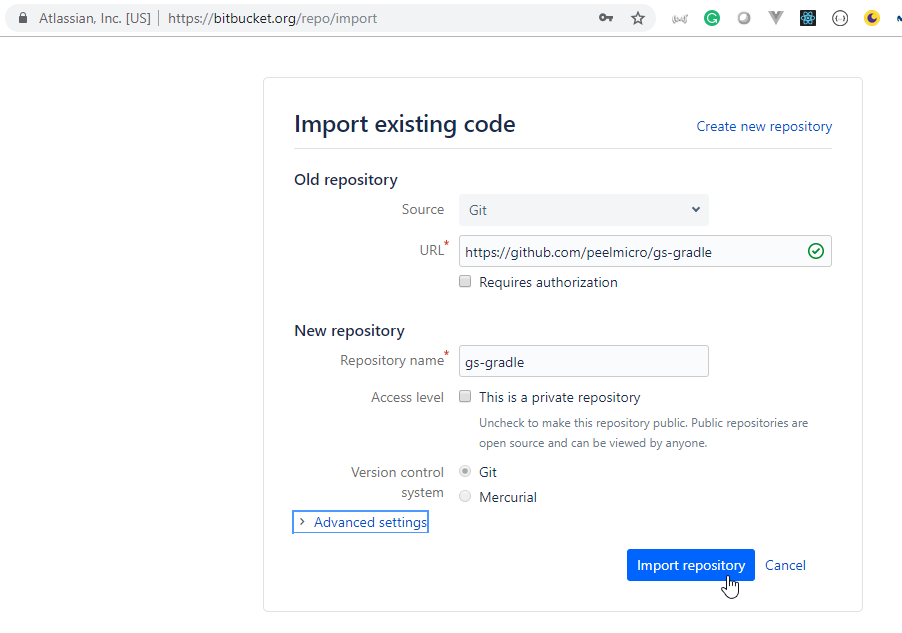 Atlassian, Inc. [US] | https://bitbucket.org/repo/import
Import existing code
Create new repository
Old repository
Source Git
URL* https://github.com/peelmicro/gs-gradle
Requires authorization
New repository
Repository name* gs-gradle
Access level This is a private repository
Uncheck to make this repository public. Public repositories are
open source and can be viewed by anyone.
Version control
system
Git
Mercurial
Advanced settings
Import repository Cancel